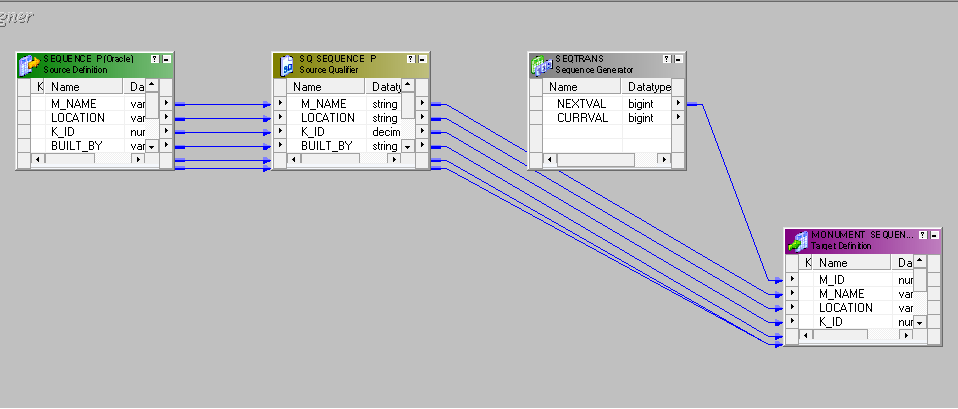 gner
SEQUENCE_P(Oracle)
Source Definition
K Name Da
M_NAME var
LOCATION var
K_ID nur
BUILT_BY var
SQ_SEQUENCE_P
Source Qualifier
Name Dataty
M_NAME string
LOCATION string
K_ID decim
BUILT_BY string
SEQTRANS
Sequence Generator
Name Datatype
NEXTVAL bigint
CURRVAL bigint
MONUMENT_SEQUEN...
Target Definition
K Name Da
M_ID nur
M_NAME var
LOCATION var
K_ID nur